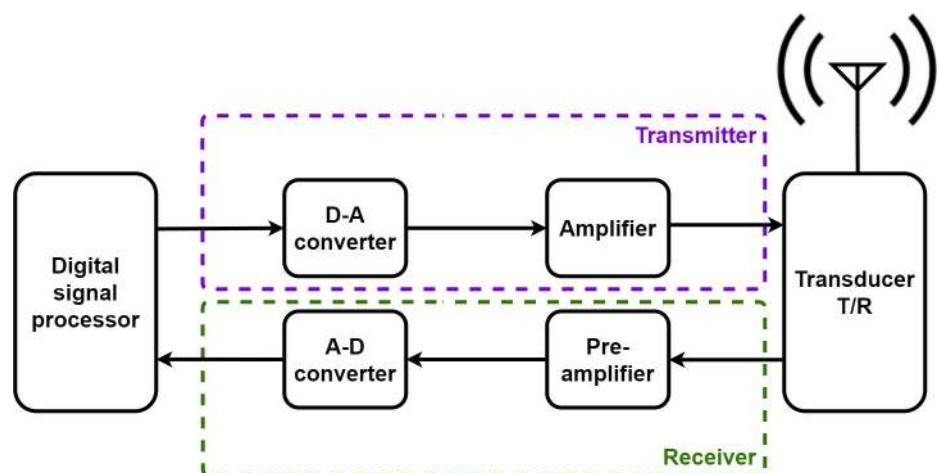 Transmitter
Digital
signal
processor
D-A
converter
Amplifier
Transducer
T/R
A-D
converter
Pre-
amplifier
Receiver